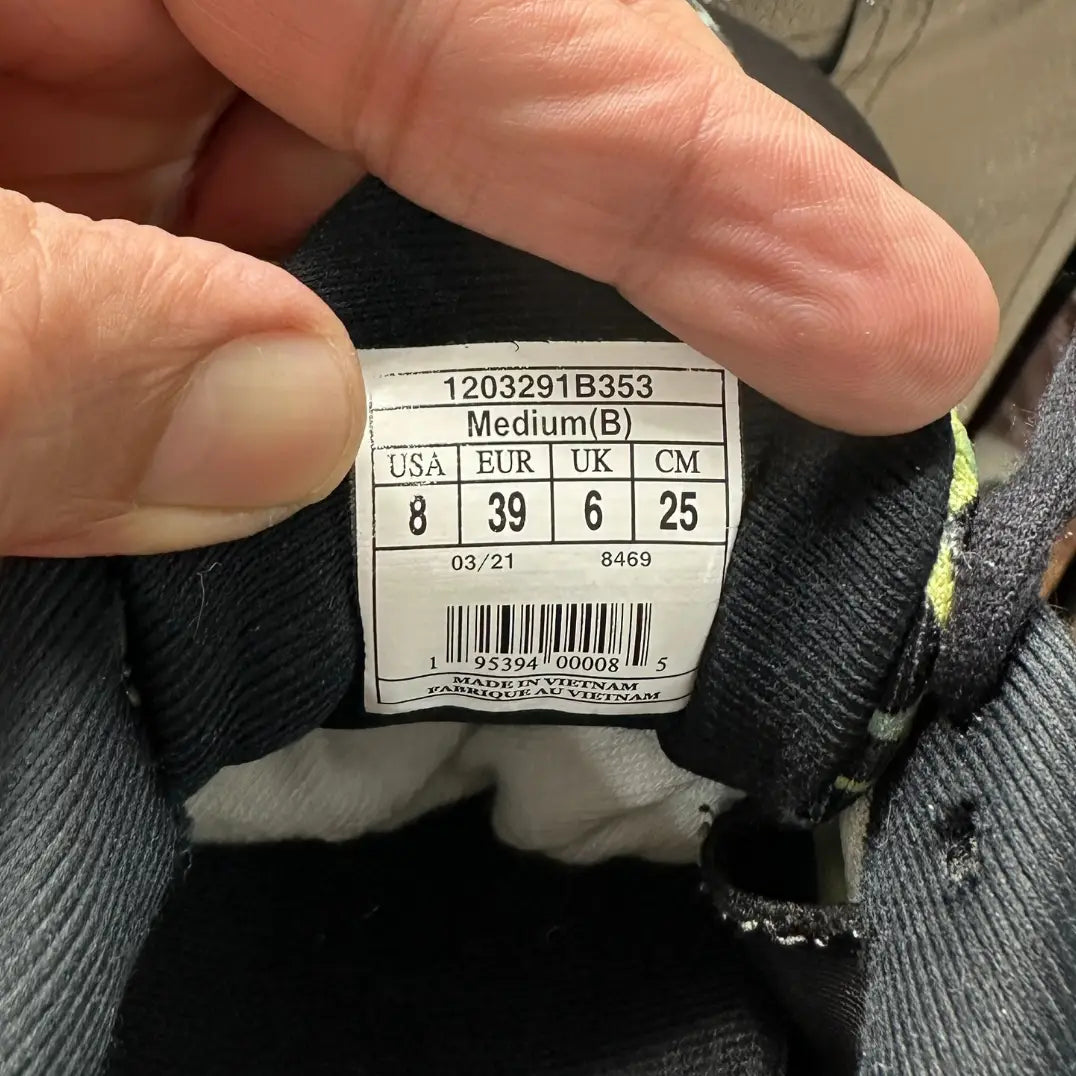 1203291B353
Medium(B)
USA EUR UK CM
8 39 6 25
03/21 8469
1 95394 00008 5
MADE IN VIETNAM
FABRIQUE AU VIETNAM